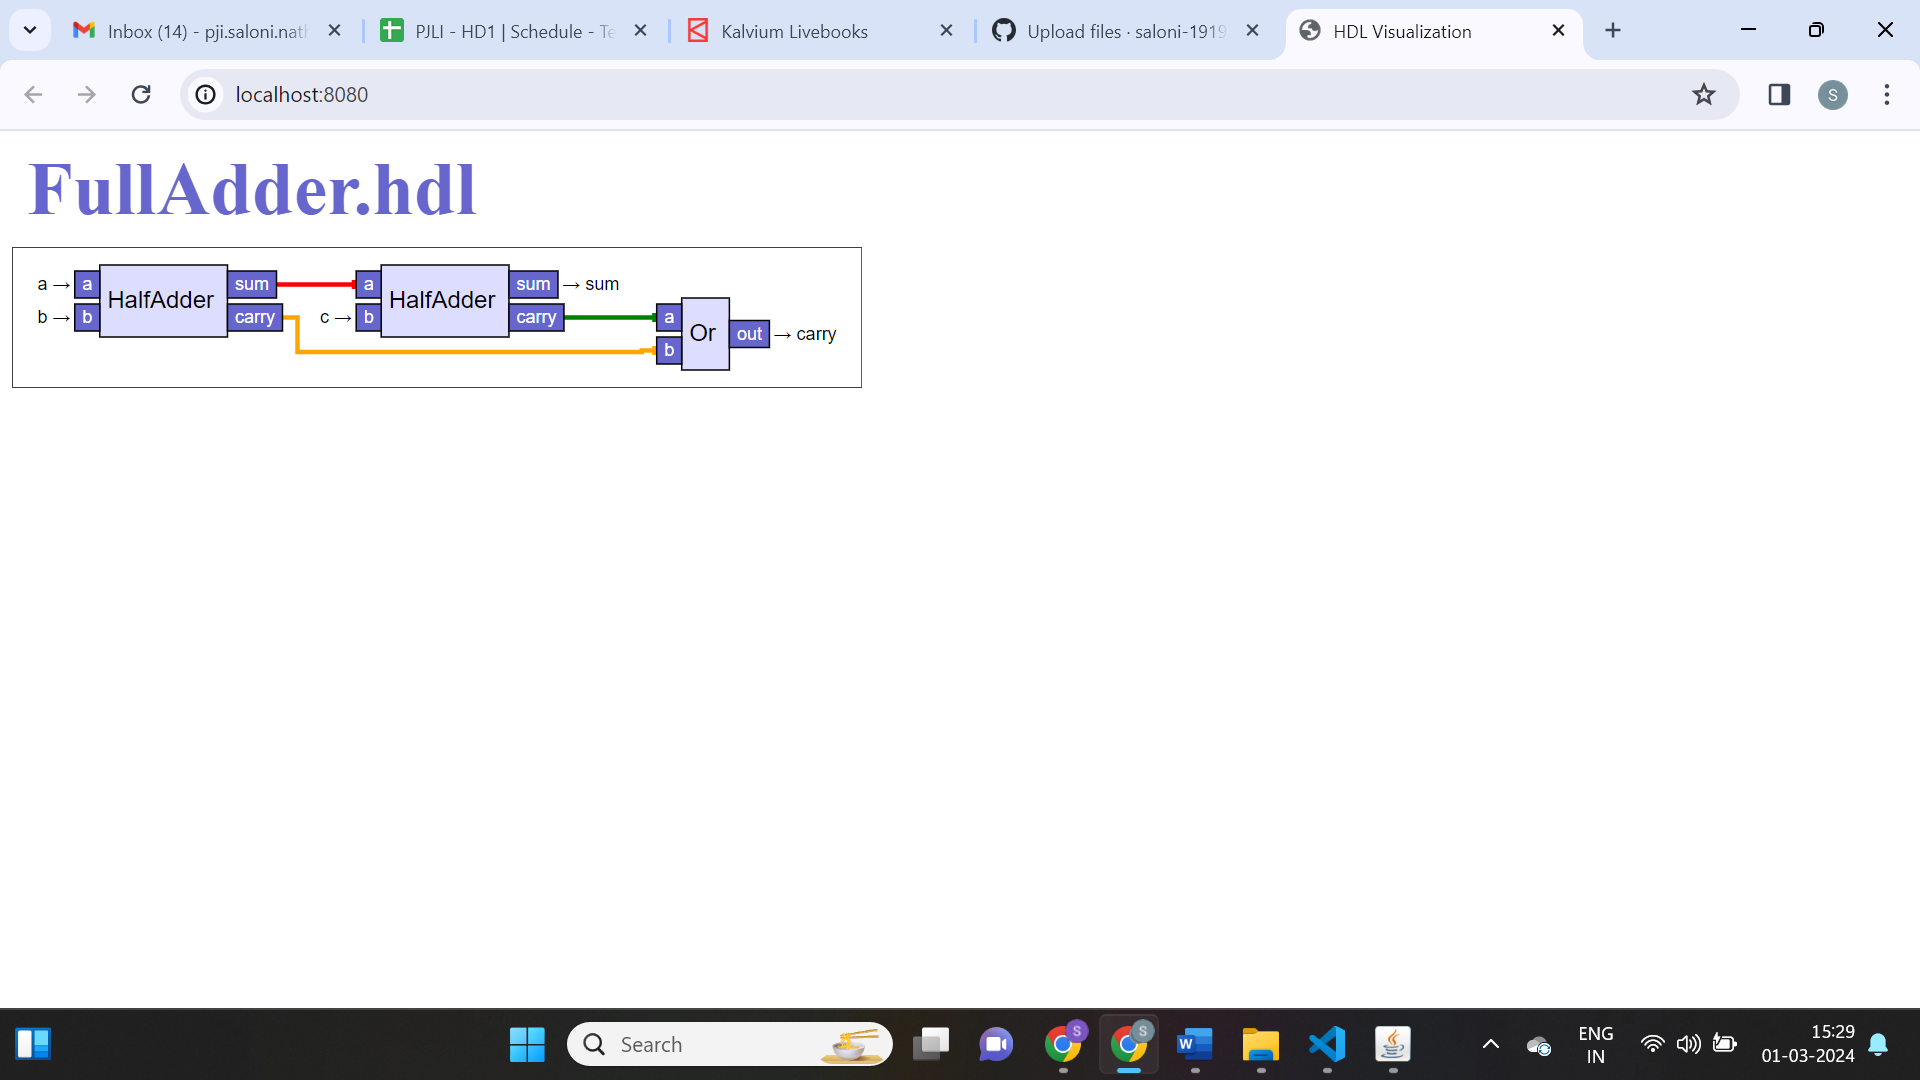 Inbox (14) - pji.saloni.nath
PJLI - HD1 | Schedule - Te
Kalvium Livebooks
Upload files · saloni-1919
HDL Visualization
localhost:8080
S
FullAdder.hdl
a → a HalfAdder sum a HalfAdder sum → sum
b → b carry c → b carry a Or out → carry
b
Search
S
S
W
ENG
IN
15:29
01-03-2024